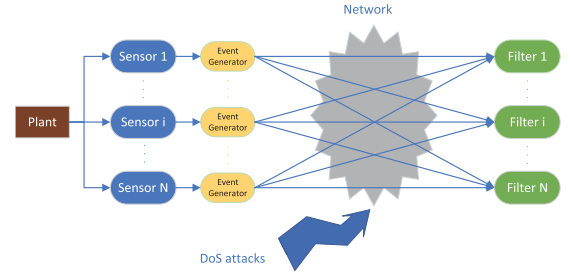 Network
Sensor 1
Event
Generator
Filter 1
Plant
Sensor i
Event
Generator
Filter i
Sensor N
Event
Generator
Filter N
DoS attacks